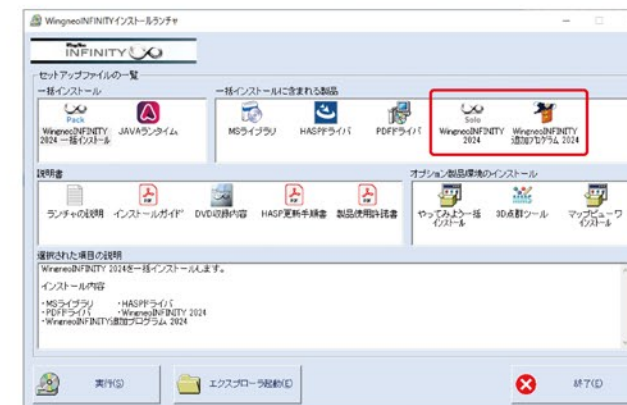 WingneoINFINITYインストールランチャ
WingNeo
INFINITY
セットアップファイルの一覧
一括インストール
一括インストールに含まれる製品
Pack
WingneoINFINITY
2024 一括インストール
JAVAランタイム
MSライブラリ
HASPドライバ
PDFドライバ
Solo
WingneoINFINITY
2024
WingneoINFINITY
追加プログラム 2024
説明書
オプション製品環境のインストール
ランチャの説明
インストールガイド
DVD収録内容
HASP更新手順書
製品使用許諾書
やってみよう一括
インストール
3D点群ツール
マップビューワ
インストール
選択された項目の説明
WingneoINFINITY 2024を一括インストールします。
インストール内容
・MSライブラリ ・HASPドライバ
・PDFドライバ ・WingneoINFINITY 2024
・WingneoINFINITY追加プログラム 2024
実行(S)
エクスプローラ起動(E)
終了(E)